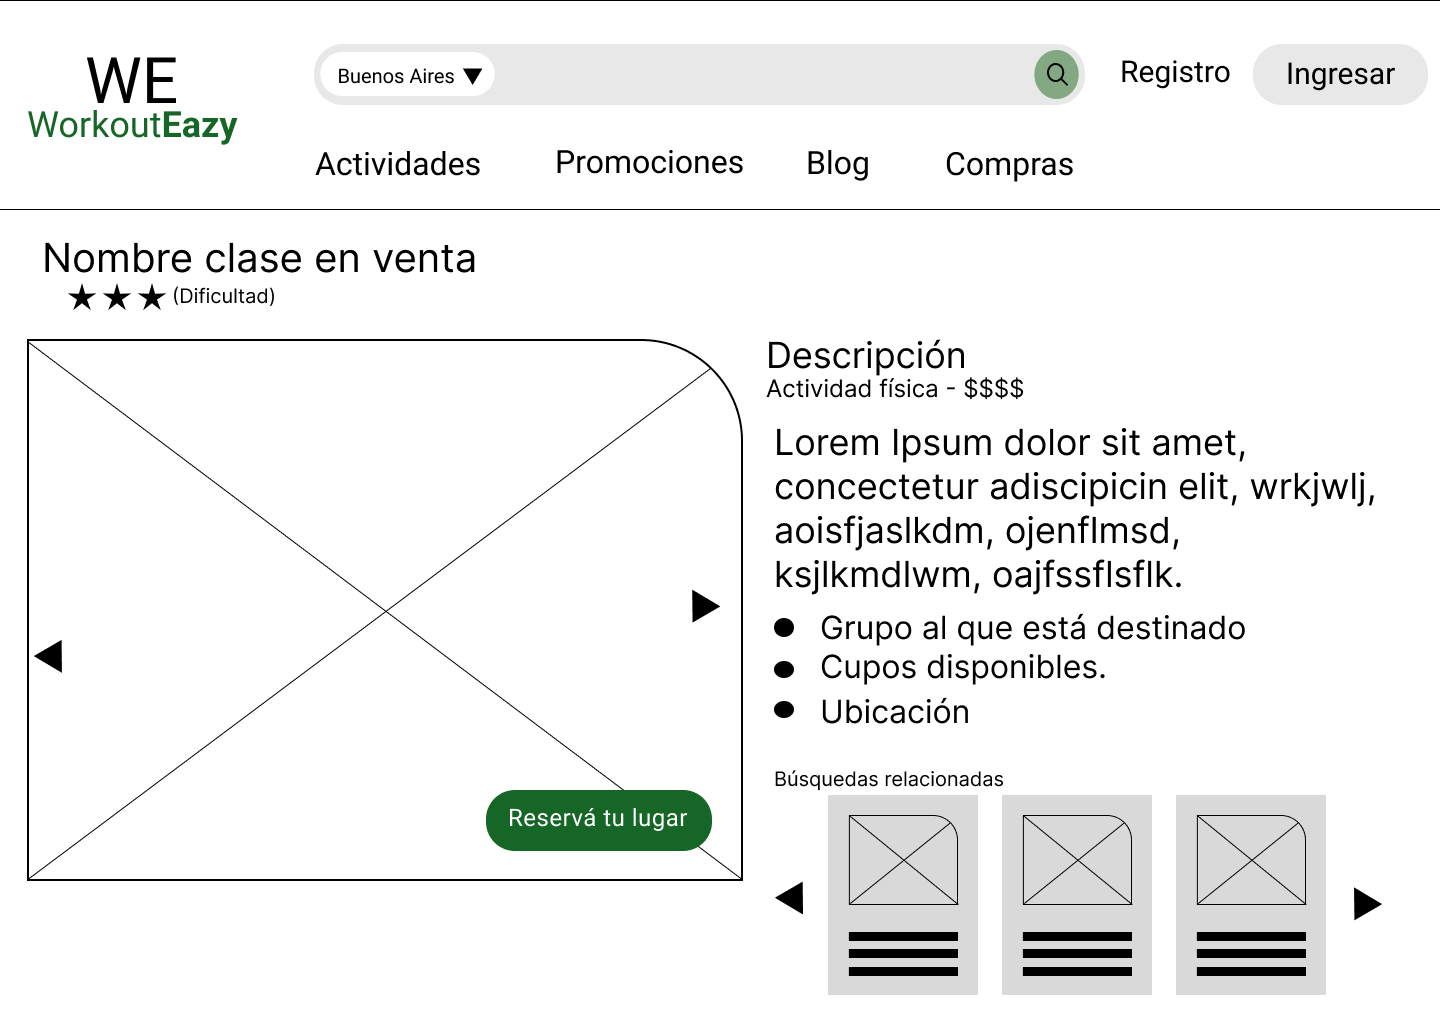 WE
WorkoutEazy
Buenos Aires
Registro
Ingresar
Actividades
Promociones
Blog
Compras
Nombre clase en venta
(Dificultad)
Descripción
Actividad física - $$$$
Lorem Ipsum dolor sit amet,
concectetur adiscipicin elit, wrkjwlj,
aoisfjaslkdm, ojenflmsd,
ksjlkmdlwm, oajfssflsflk.
Grupo al que está destinado
Cupos disponibles.
Ubicación
Reservá tu lugar
Búsquedas relacionadas